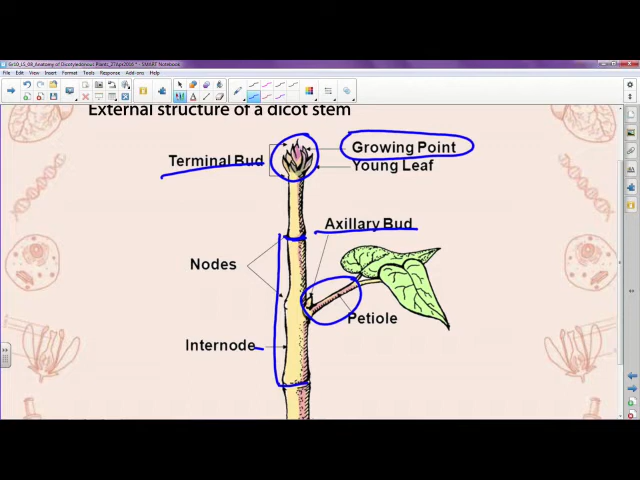 Gr10_LS_08_Anatomy of Dicotyledonous Plants_27Apr2016 * - SMART Notebook
File Edit View Insert Format Tools Response Add-ons Help
External structure of a dicot stem
Growing Point
Terminal Bud
Young Leaf
Axillary Bud
Nodes
Petiole
Internode